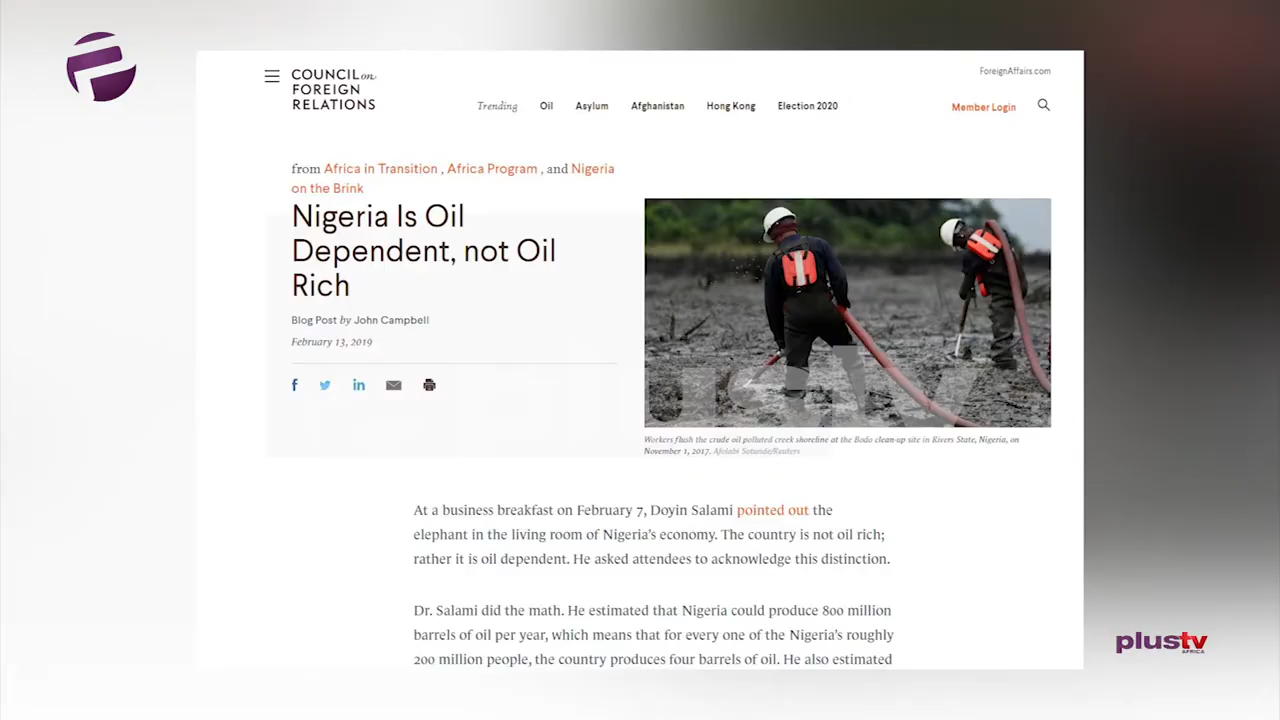 COUNCIL on
FOREIGN
RELATIONS
ForeignAffairs.com
Trending Oil Asylum Afghanistan Hong Kong Election 2020
Member Login
from Africa in Transition , Africa Program , and Nigeria
on the Brink
Nigeria Is Oil
Dependent, not Oil
Rich
Blog Post by John Campbell
February 13, 2019
Workers flush the crude oil polluted creek shoreline at the Bodo clean-up site in Rivers State, Nigeria, on
November 1, 2017. Afolabi Sotunde/Reuters
At a business breakfast on February 7, Doyin Salami pointed out the
elephant in the living room of Nigeria's economy. The country is not oil rich;
rather it is oil dependent. He asked attendees to acknowledge this distinction.
Dr. Salami did the math. He estimated that Nigeria could produce 800 million
barrels of oil per year, which means that for every one of the Nigeria's roughly
200 million people, the country produces four barrels of oil. He also estimated
plustv
AFRICA